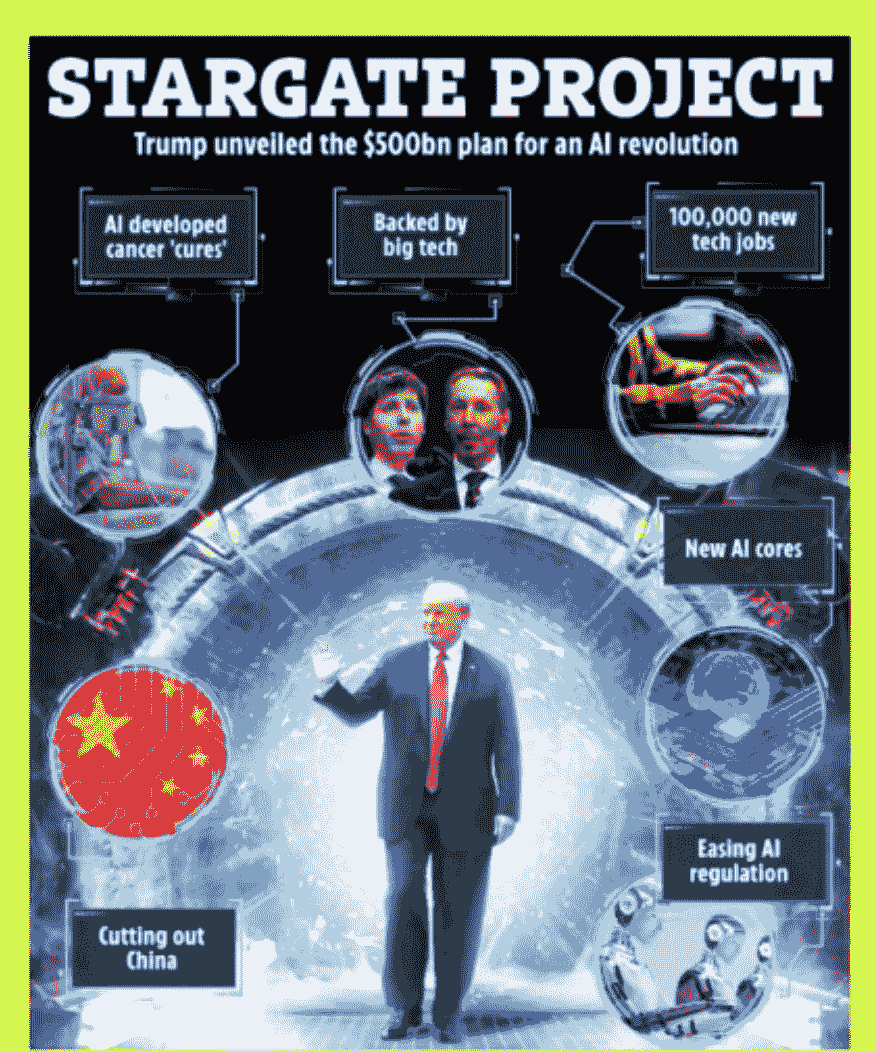 STARGATE PROJECT
Trump unveiled the $500bn plan for an AI revolution
AI developed
cancer 'cures'
Backed by
big tech
100,000 new
tech jobs
New AI cores
Easing AI
regulation
Cutting out
China